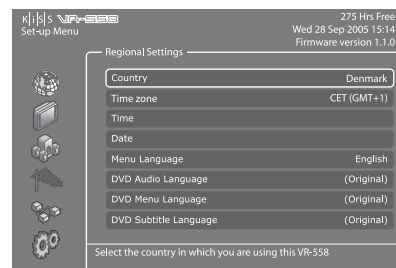 KiSS VR-558
275 Hrs Free
Set-up Menu
Wed 28 Sep 2005 15:14
Firmware version 1.1.0
Regional Settings
Country Denmark
Time zone CET (GMT+1)
Time
Date
Menu Language English
DVD Audio Language (Original)
DVD Menu Language (Original)
DVD Subtitle Language (Original)
Select the country in which you are using this VR-558